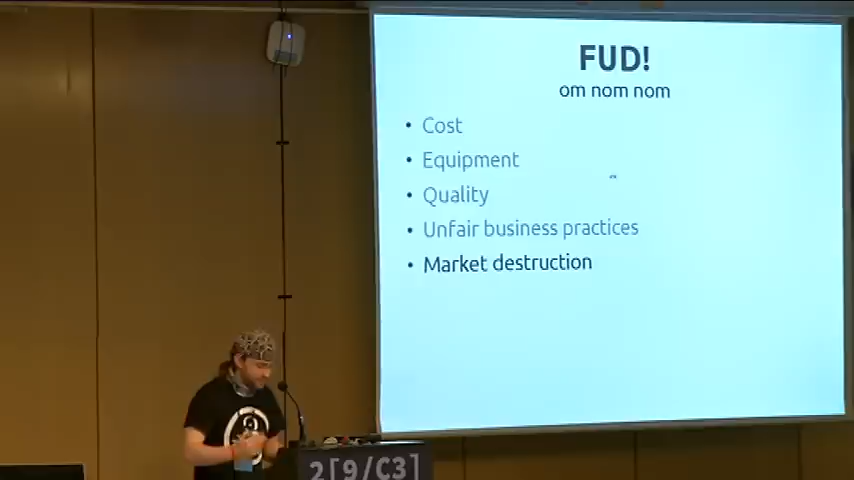 FUD!
om nom nom
• Cost
• Equipment
• Quality
• Unfair business practices
• Market destruction
2[9/C3]